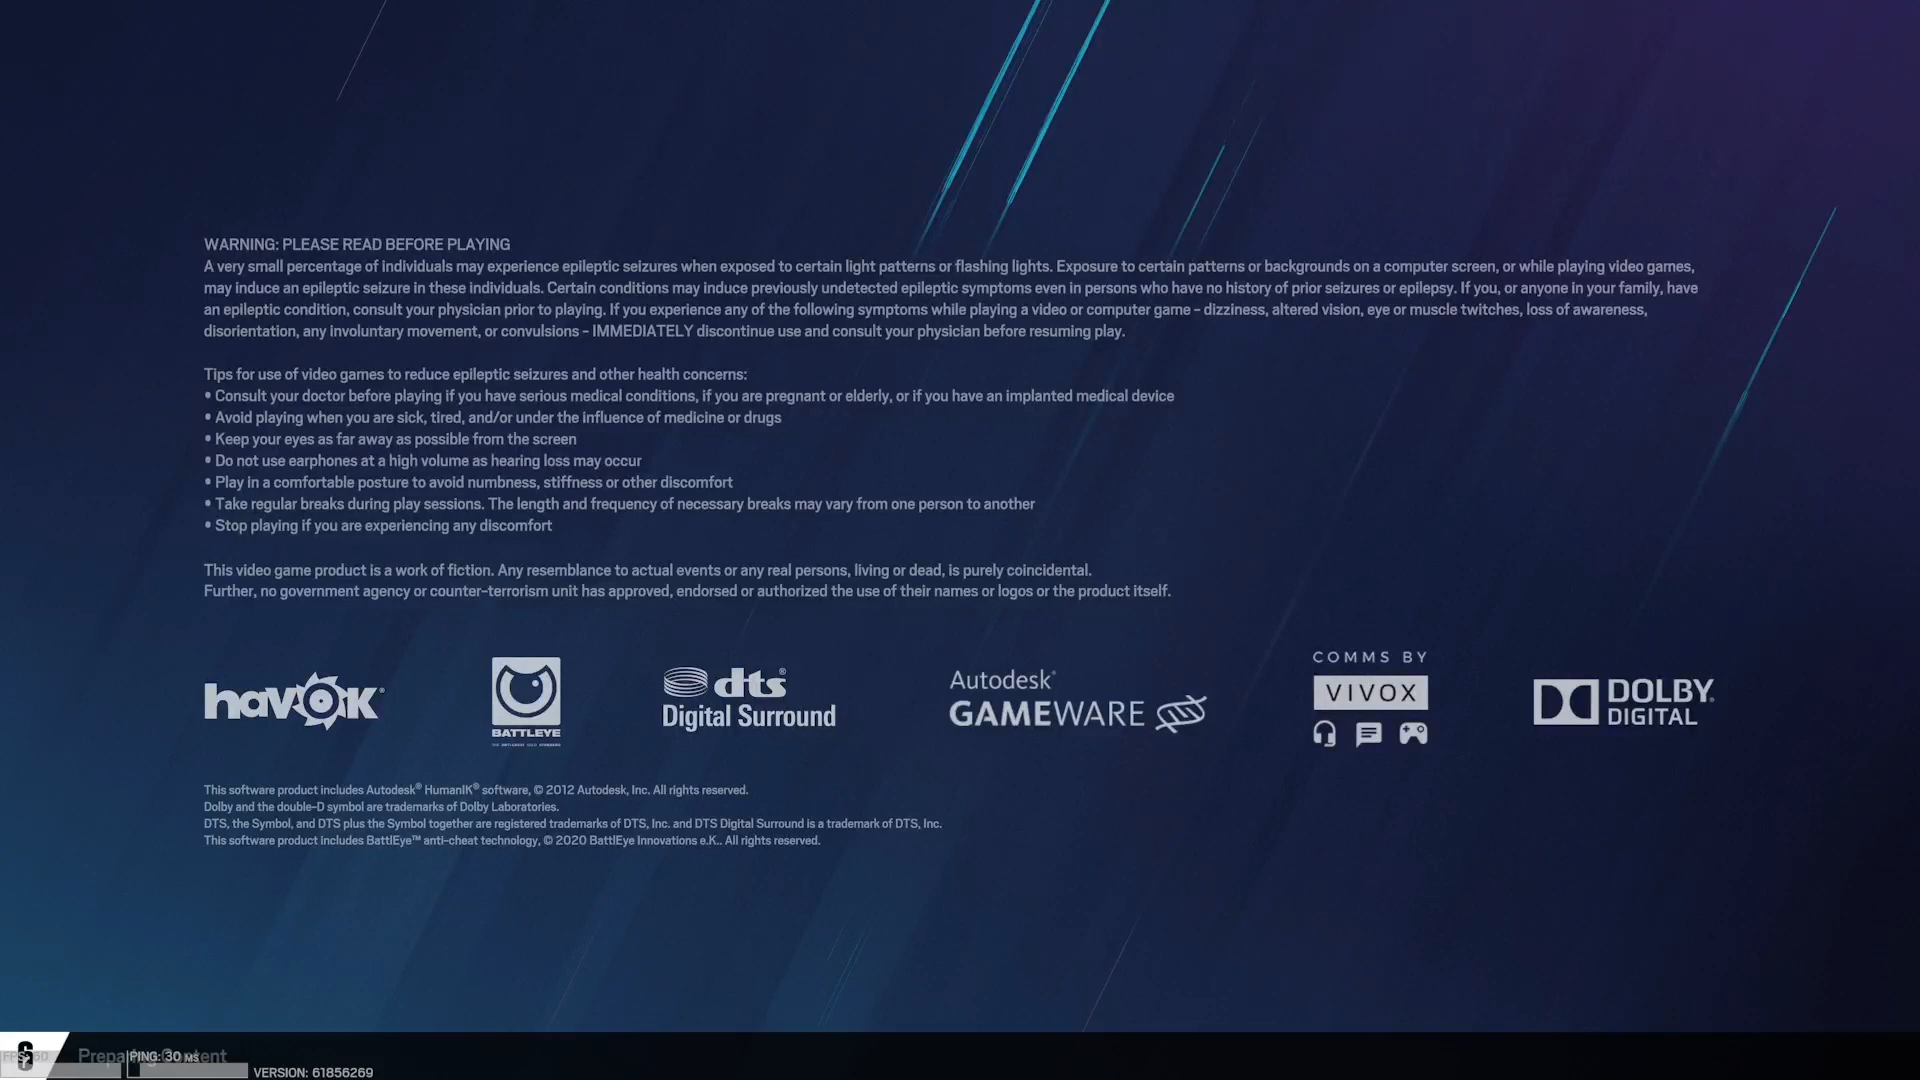 WARNING: PLEASE READ BEFORE PLAYING
A very small percentage of individuals may experience epileptic seizures when exposed to certain light patterns or flashing lights. Exposure to certain patterns or backgrounds on a computer screen, or while playing video games,
may induce an epileptic seizure in these individuals. Certain conditions may induce previously undetected epileptic symptoms even in persons who have no history of prior seizures or epilepsy. If you, or anyone in your family, have
an epileptic condition, consult your physician prior to playing. If you experience any of the following symptoms while playing a video or computer game - dizziness, altered vision, eye or muscle twitches, loss of awareness,
disorientation, any involuntary movement, or convulsions - IMMEDIATELY discontinue use and consult your physician before resuming play.
Tips for use of video games to reduce epileptic seizures and other health concerns:
• Consult your doctor before playing if you have serious medical conditions, if you are pregnant or elderly, or if you have an implanted medical device
• Avoid playing when you are sick, tired, and/or under the influence of medicine or drugs
• Keep your eyes as far away as possible from the screen
• Do not use earphones at a high volume as hearing loss may occur
• Play in a comfortable posture to avoid numbness, stiffness or other discomfort
• Take regular breaks during play sessions. The length and frequency of necessary breaks may vary from one person to another
• Stop playing if you are experiencing any discomfort
This video game product is a work of fiction. Any resemblance to actual events or any real persons, living or dead, is purely coincidental.
Further, no government agency or counter-terrorism unit has approved, endorsed or authorized the use of their names or logos or the product itself.
havok®
BATTLEYE
dts®
Digital Surround
Autodesk®
GAMEWARE
COMMS BY
VIVOX
DOLBY®
DIGITAL
This software product includes Autodesk® HumanIK® software, © 2012 Autodesk, Inc. All rights reserved.
Dolby and the double-D symbol are trademarks of Dolby Laboratories.
DTS, the Symbol, and DTS plus the Symbol together are registered trademarks of DTS, Inc. and DTS Digital Surround is a trademark of DTS, Inc.
This software product includes BattlEye™ anti-cheat technology, © 2020 BattlEye Innovations e.K.. All rights reserved.
FPS: 60
Preparing Content
PING: 30 MS
VERSION: 61856269